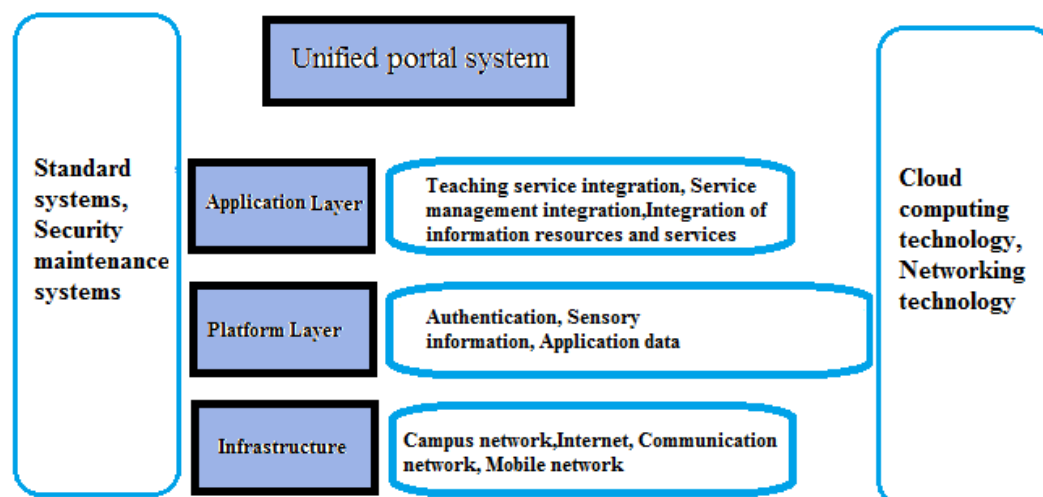 Unified portal system
Standard
systems,
Security
maintenance
systems
Application Layer
Teaching service integration, Service
management integration,Integration of
information resources and services
Platform Layer
Authentication, Sensory
information, Application data
Infrastructure
Campus network,Internet, Communication
network, Mobile network
Cloud
computing
technology,
Networking
technology